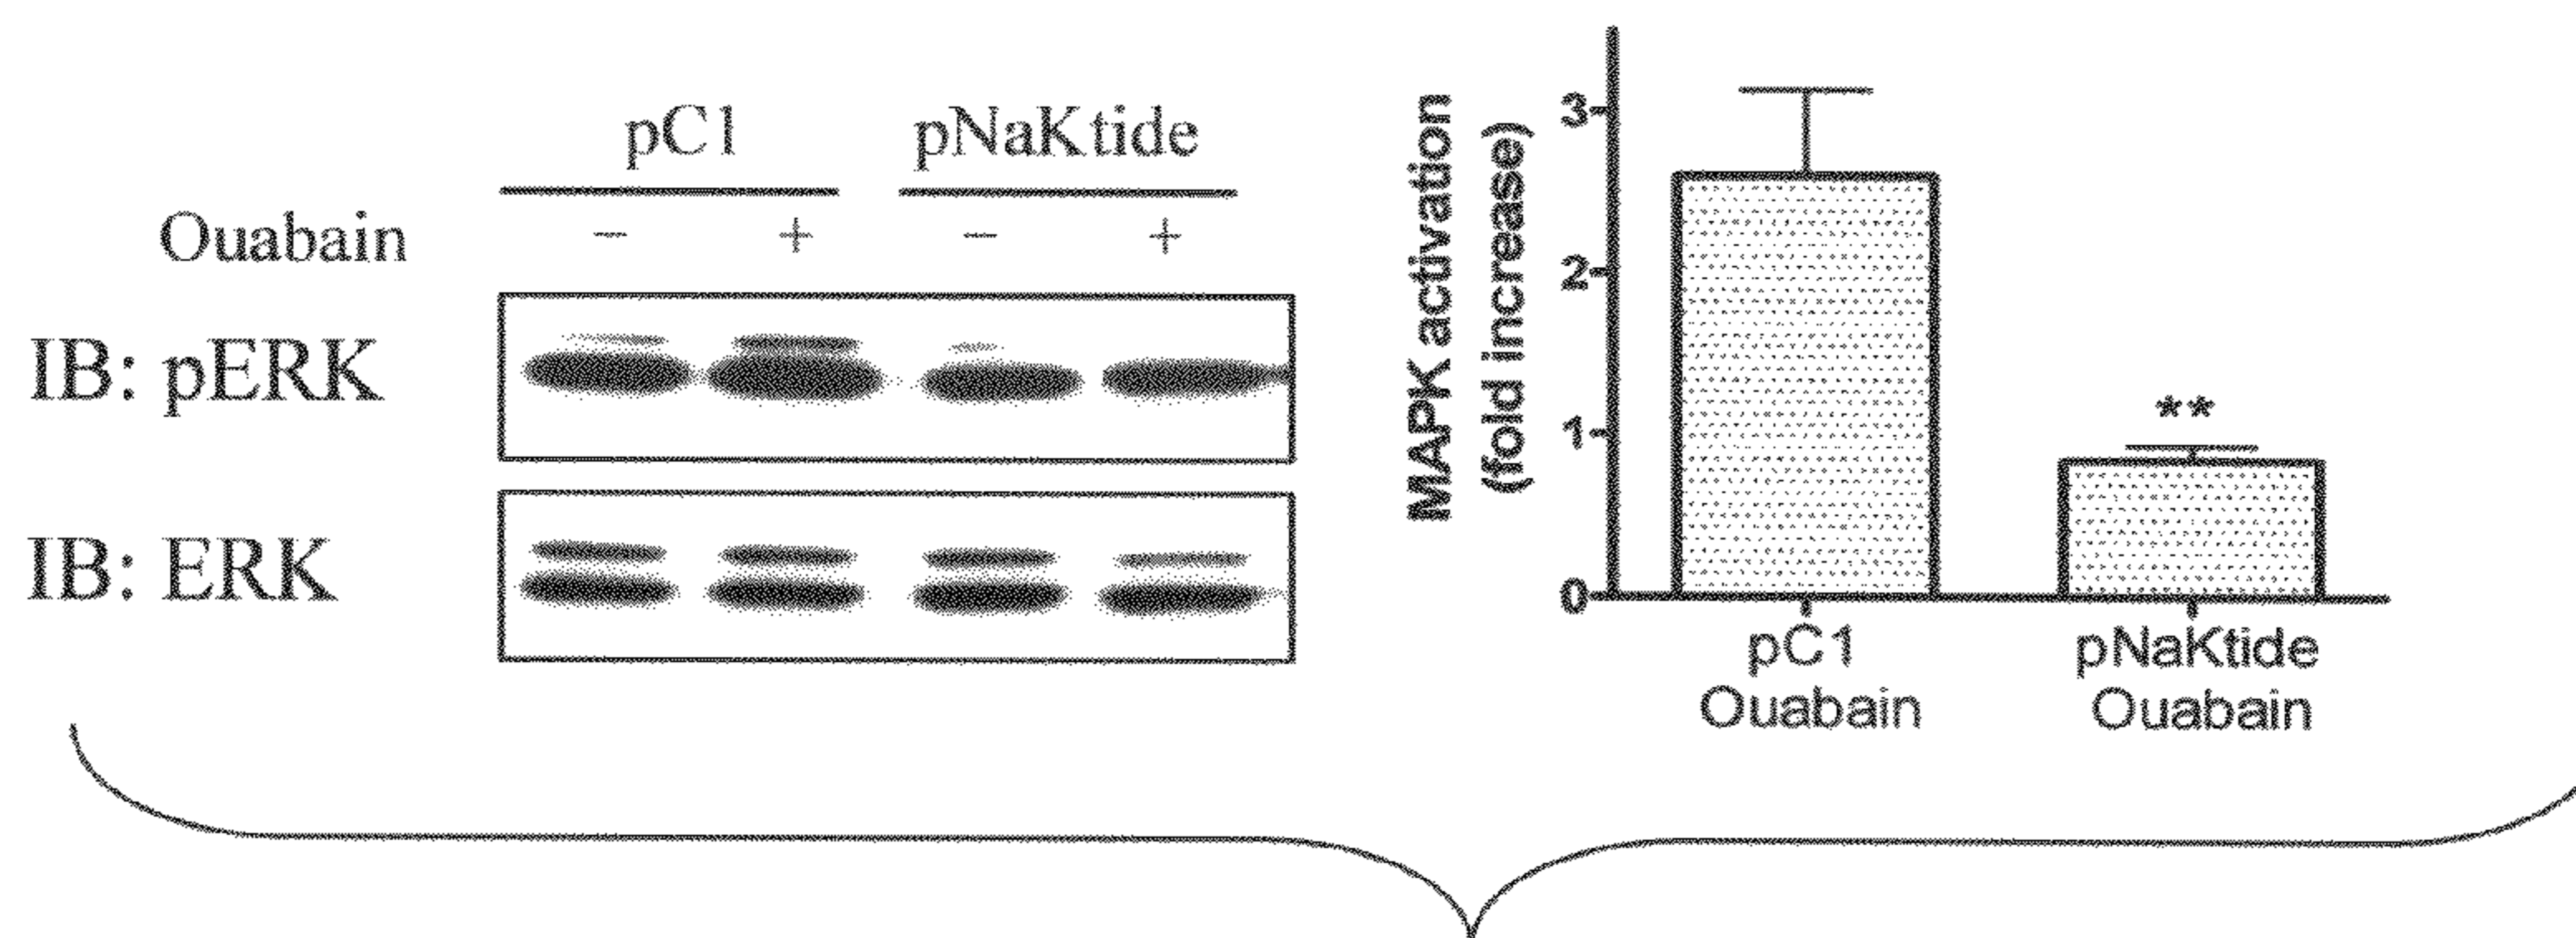 pC1 pNaKtide
Ouabain − + − +
IB: pERK
IB: ERK
MAPK activation
(fold increase)
3
2
1
0
**
pC1
Ouabain
pNaKtide
Ouabain